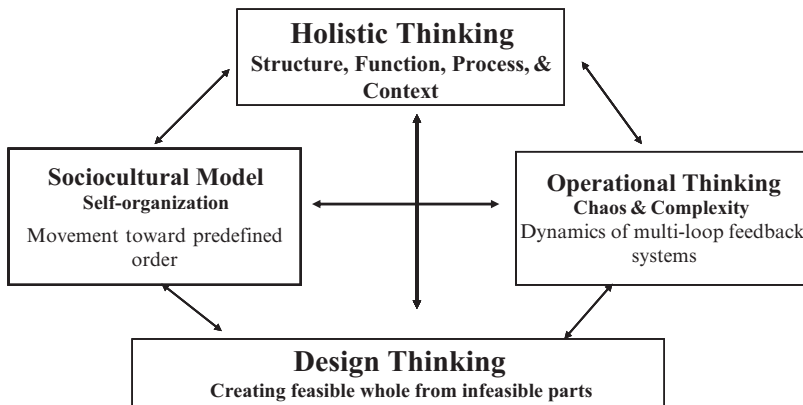 Holistic Thinking
Structure, Function, Process, &
Context
Sociocultural Model
Self-organization
Movement toward predefined
order
Operational Thinking
Chaos & Complexity
Dynamics of multi-loop feedback
systems
Design Thinking
Creating feasible whole from infeasible parts